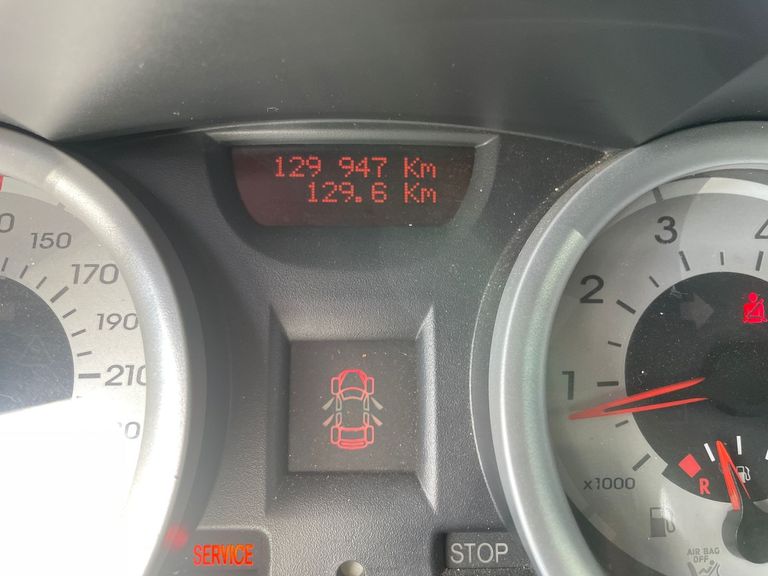 129 947 Km
129.6 Km
150
170
190
210
3
4
2
1
x1000
R
SERVICE
STOP
AIR BAG
OFF